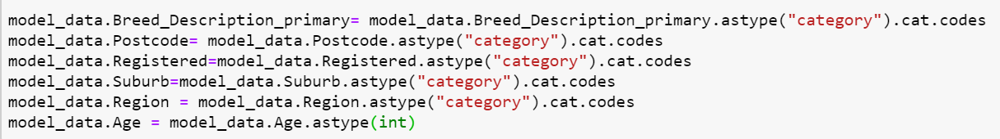 model_data.Breed_Description_primary= model_data.Breed_Description_primary.astype("category").cat.codes
model_data.Postcode= model_data.Postcode.astype("category").cat.codes
model_data.Registered=model_data.Registered.astype("category").cat.codes
model_data.Suburb=model_data.Suburb.astype("category").cat.codes
model_data.Region = model_data.Region.astype("category").cat.codes
model_data.Age = model_data.Age.astype(int)